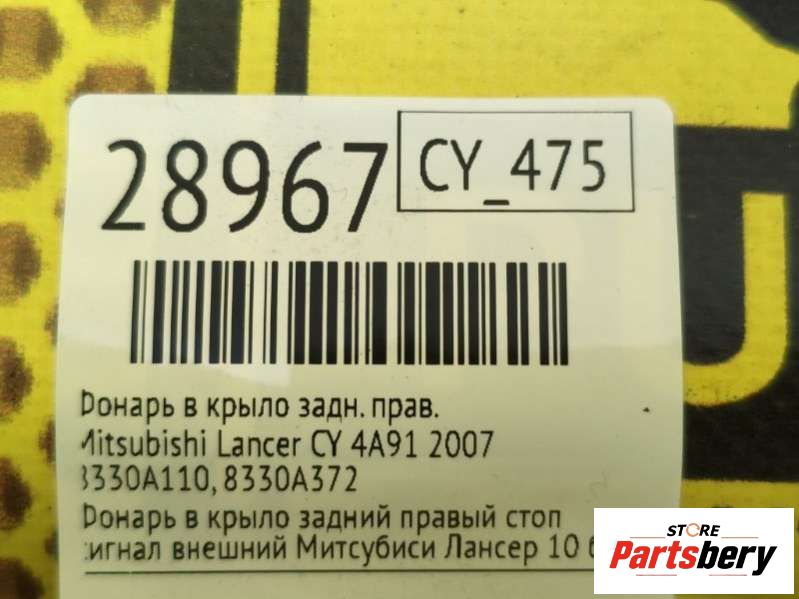 28967
CY_475
Фонарь в крыло задн. прав.
Mitsubishi Lancer CY 4A91 2007
8330A110, 8330A372
Фонарь в крыло задний правый стоп
сигнал внешний Митсубиси Лансер 10
STORE
Partsbery